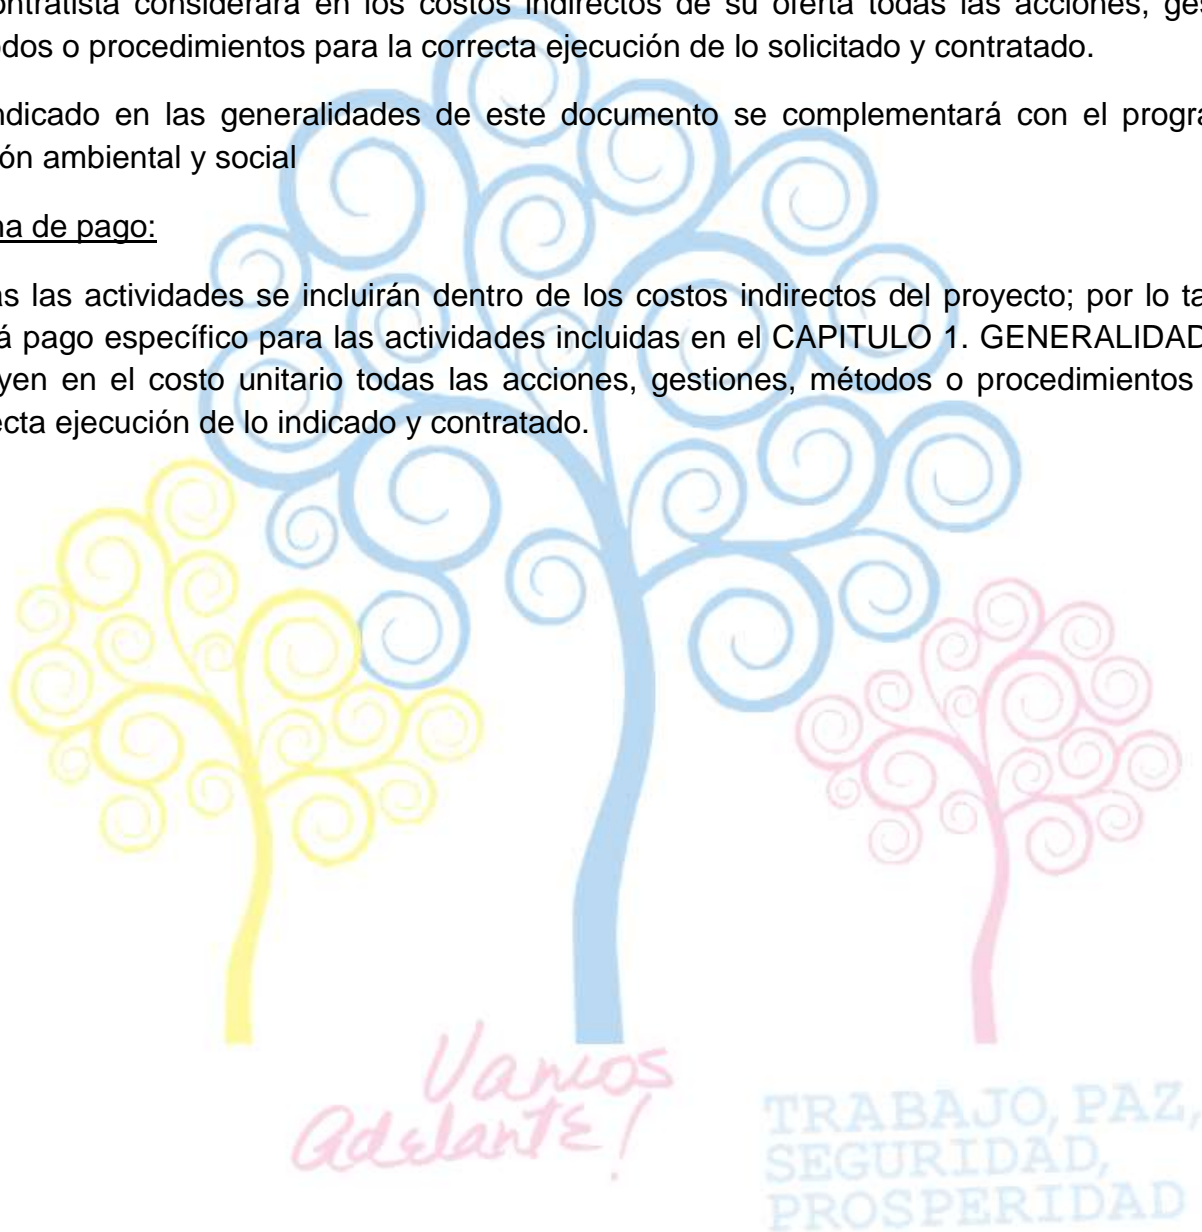 ontratista considerará en los costos indirectos de su oferta todas las acciones, ges
odos o procedimientos para la correcta ejecución de lo solicitado y contratado.
ndicado en las generalidades de este documento se complementará con el progra
ión ambiental y social
ma de pago:
as las actividades se incluirán dentro de los costos indirectos del proyecto; por lo ta
á pago específico para las actividades incluidas en el CAPITULO 1. GENERALIDAD
yen en el costo unitario todas las acciones, gestiones, métodos o procedimientos
ecta ejecución de lo indicado y contratado.
Vamos
adelante!
TRABAJO, PAZ,
SEGURIDAD,
PROSPERIDAD